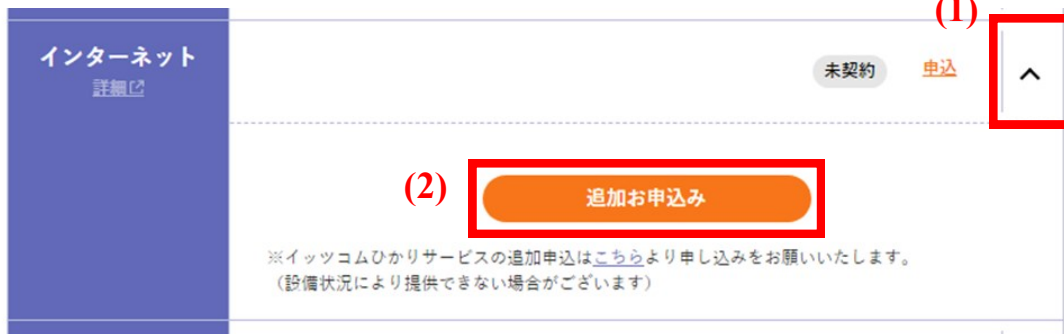 (1)
インターネット
詳細
未契約
申込
(2)
追加お申込み
※イッツコムひかりサービスの追加申込はこちらより申し込みをお願いいたします。
（設備状況により提供できない場合がございます）